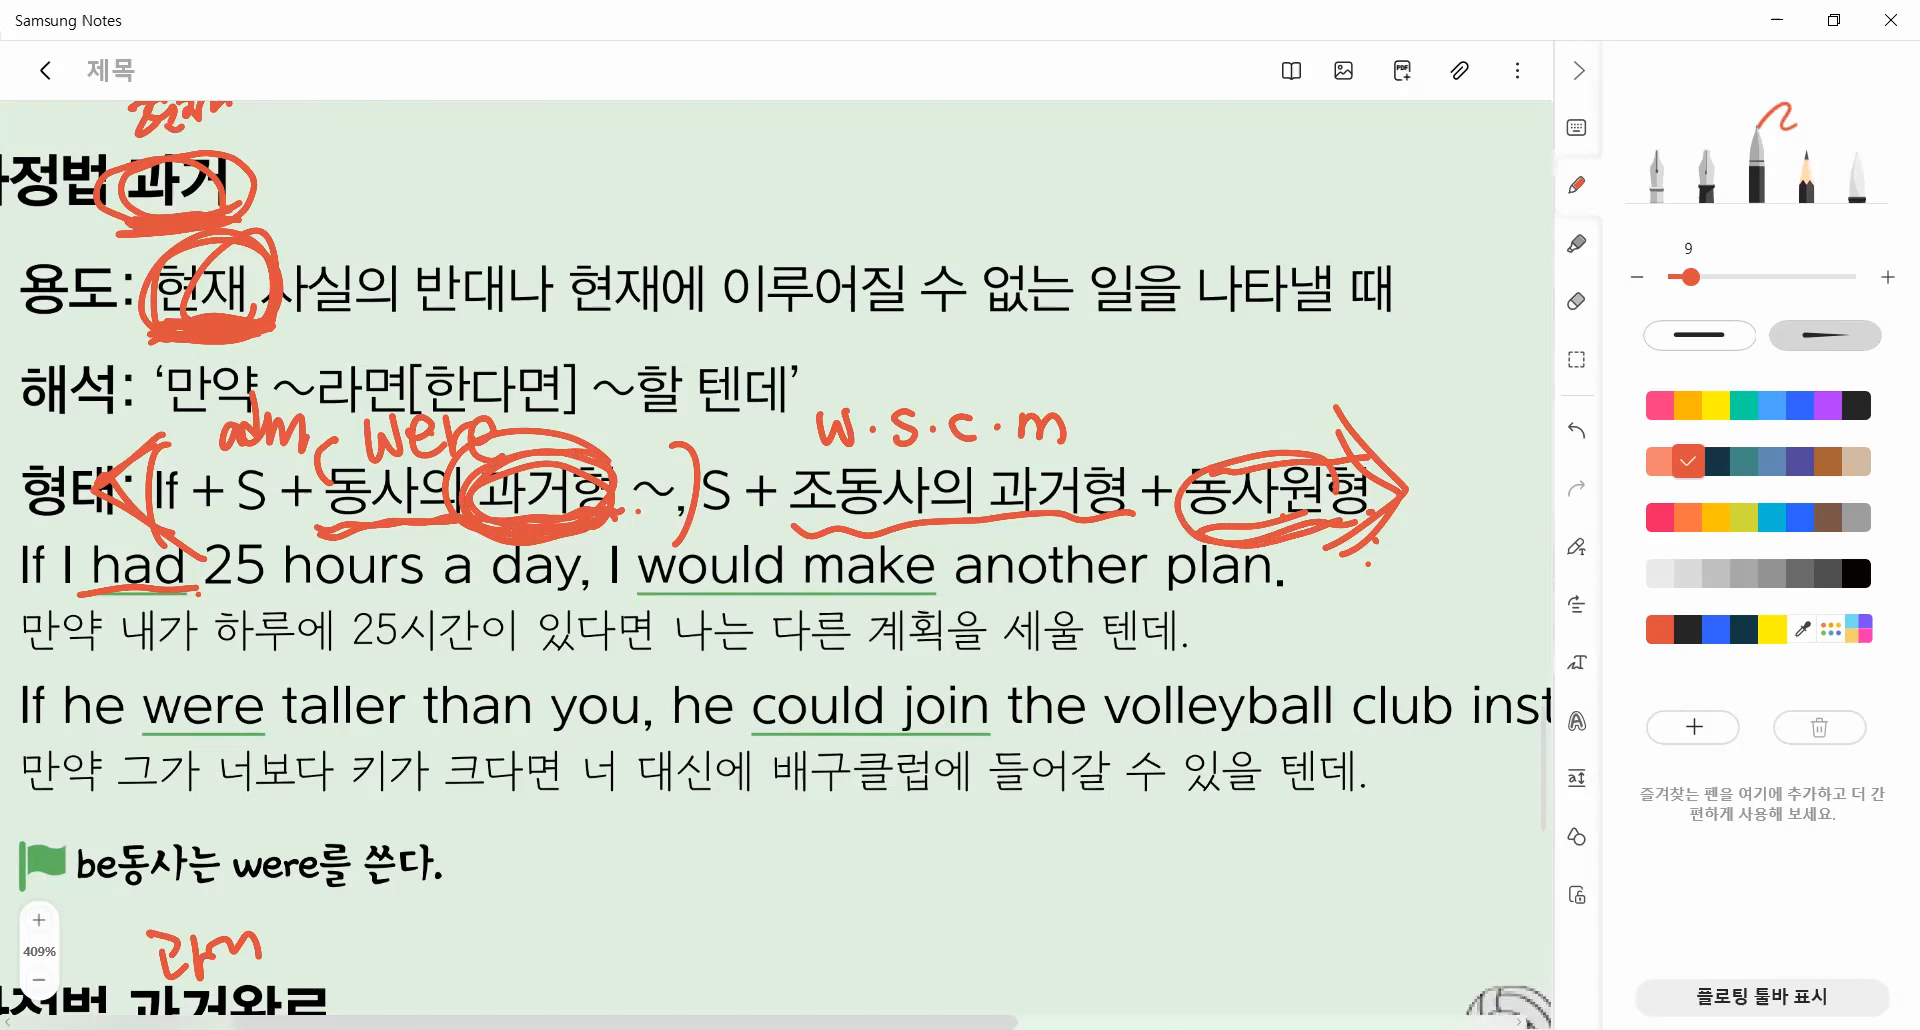 Samsung Notes
제목
가정법 과거
용도: 현재 사실의 반대나 현재에 이루어질 수 없는 일을 나타낼 때
해석: ‘만약 ~라면[한다면] ~할 텐데’
were w.s.c.m
형태: If + S + 동사의 과거형 ~, S + 조동사의 과거형 + 동사원형
If I had 25 hours a day, I would make another plan.
만약 내가 하루에 25시간이 있다면 나는 다른 계획을 세울 텐데.
If he were taller than you, he could join the volleyball club inst
만약 그가 너보다 키가 크다면 너 대신에 배구클럽에 들어갈 수 있을 텐데.
be동사는 were를 쓴다.
가정법 과거완료
409%
PDF
9
즐겨찾는 펜을 여기에 추가하고 더 간
편하게 사용해 보세요.
플로팅 툴바 표시